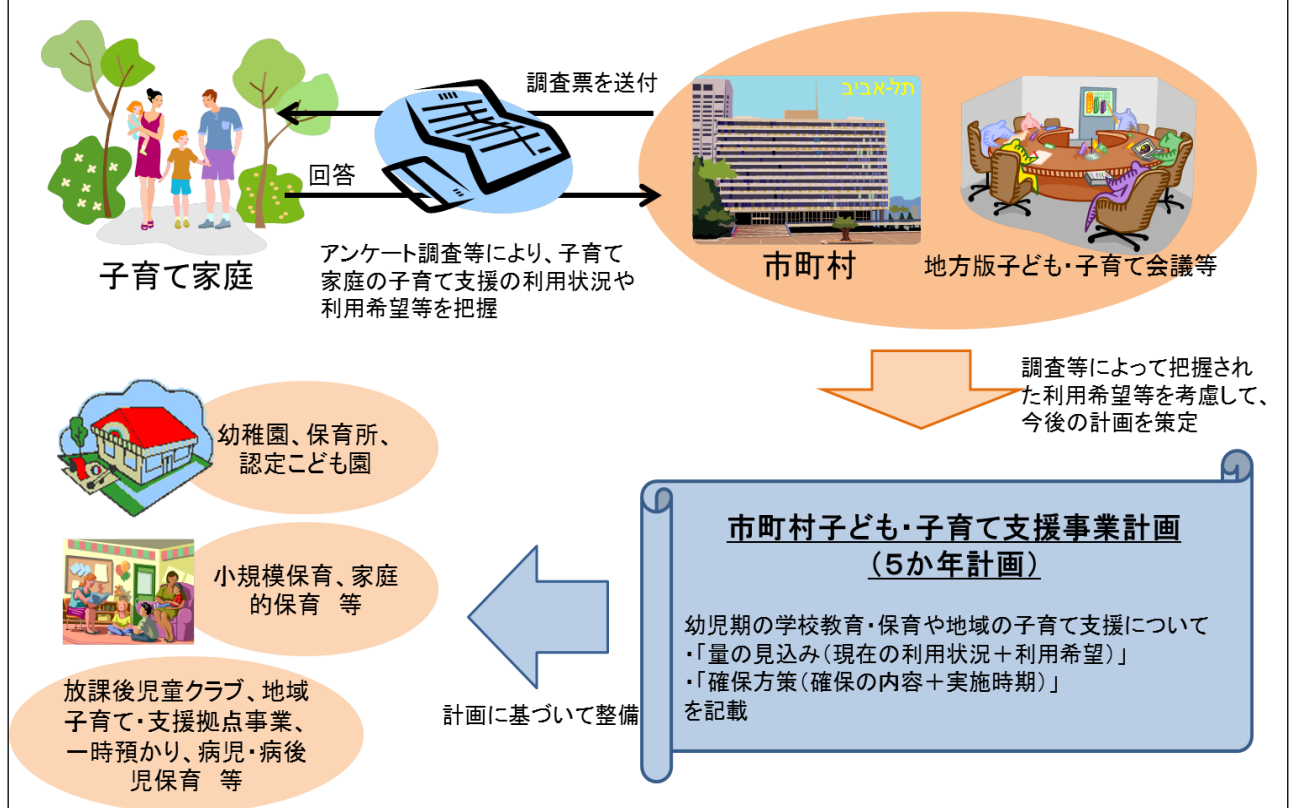 調査票を送付
回答
アンケート調査等により、子育て
家庭の子育て支援の利用状況や
利用希望等を把握
子育て家庭
תל-אביב
市町村
地方版子ども・子育て会議等
調査等によって把握され
た利用希望等を考慮して、
今後の計画を策定
市町村子ども・子育て支援事業計画
(5か年計画)
幼児期の学校教育・保育や地域の子育て支援について
・「量の見込み(現在の利用状況+利用希望)」
・「確保方策(確保の内容+実施時期)」
を記載
計画に基づいて整備
幼稚園、保育所、
認定こども園
小規模保育、家庭
的保育 等
放課後児童クラブ、地域
子育て・支援拠点事業、
一時預かり、病児・病後
児保育 等